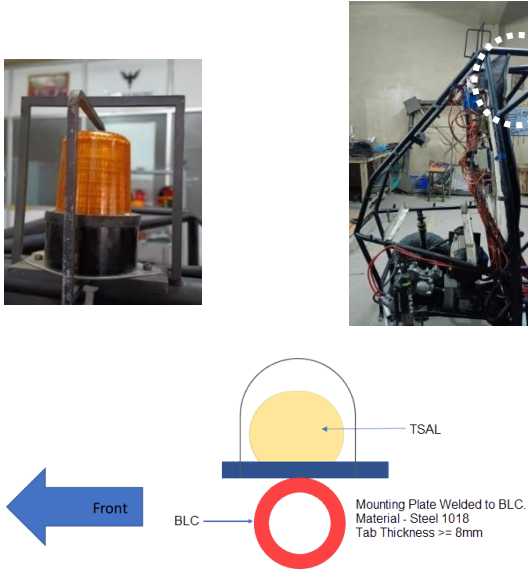 TSAL
Front
BLC
Mounting Plate Welded to BLC.
Material - Steel 1018
Tab Thickness >= 8mm